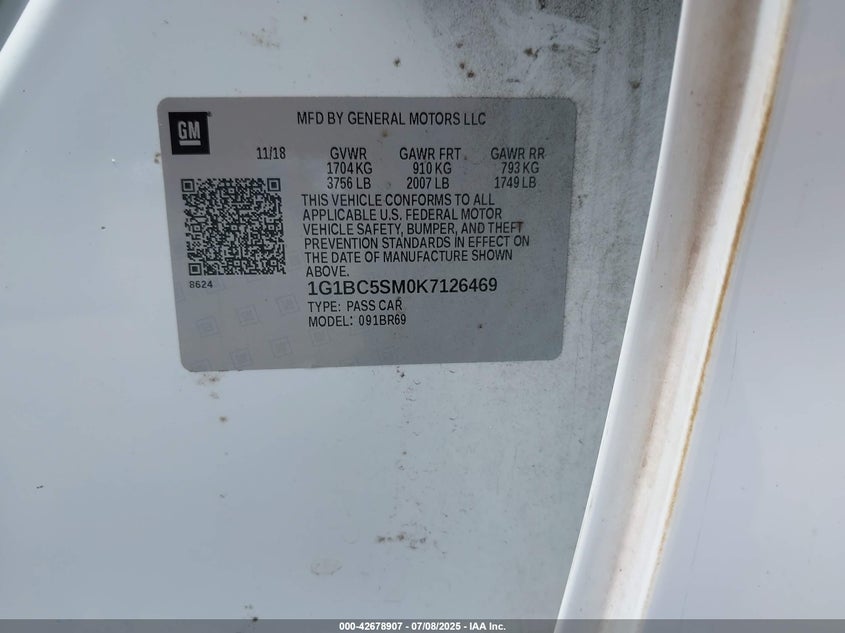 GM
MFD BY GENERAL MOTORS LLC
11/18 GVWR GAWR FRT GAWR RR
1704 KG 910 KG 793 KG
3756 LB 2007 LB 1749 LB
THIS VEHICLE CONFORMS TO ALL
APPLICABLE U.S. FEDERAL MOTOR
VEHICLE SAFETY, BUMPER, AND THEFT
PREVENTION STANDARDS IN EFFECT ON
THE DATE OF MANUFACTURE SHOWN
ABOVE.
8624
1G1BC5SM0K7126469
TYPE: PASS CAR
MODEL: 091BR69
000-42678907 - 07/08/2025 - IAA Inc.